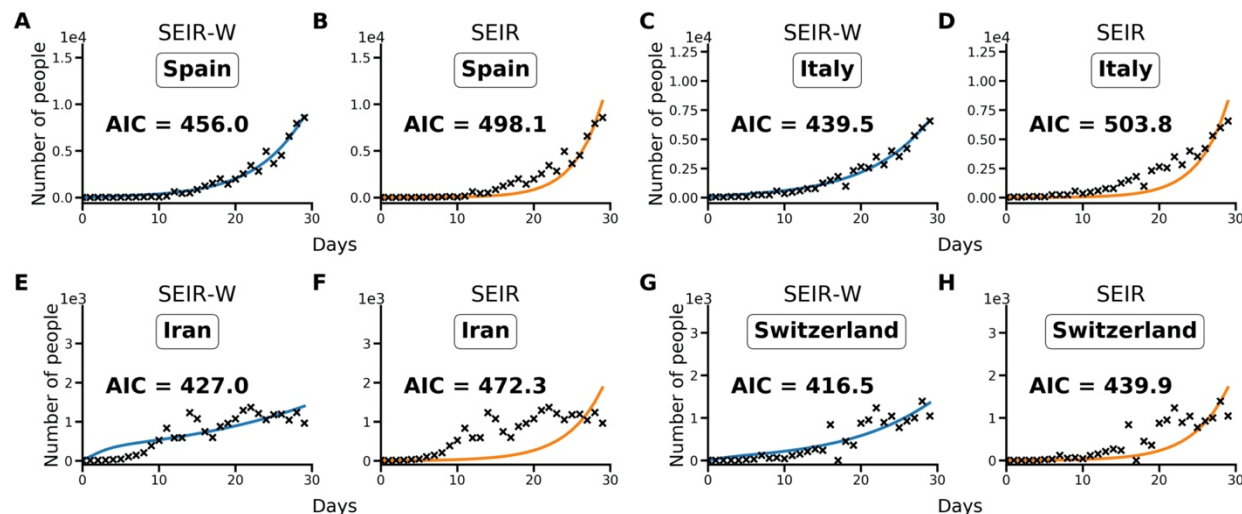 A
SEIR-W
1e4
Spain
AIC = 456.0
Number of people
1.5
1.0
0.5
0.0
0
10
20
30
B
SEIR
1e4
Spain
AIC = 498.1
1.5
1.0
0.5
0.0
0
10
20
30
Days
C
SEIR-W
1e4
Italy
AIC = 439.5
Number of people
1.25
1.00
0.75
0.50
0.25
0.00
0
10
20
30
D
SEIR
1e4
Italy
AIC = 503.8
1.25
1.00
0.75
0.50
0.25
0.00
0
10
20
30
Days
E
SEIR-W
1e3
Iran
AIC = 427.0
Number of people
3
2
1
0
0
10
20
30
F
SEIR
1e3
Iran
AIC = 472.3
3
2
1
0
0
10
20
30
Days
G
SEIR-W
1e3
Switzerland
AIC = 416.5
Number of people
3
2
1
0
0
10
20
30
H
SEIR
1e3
Switzerland
AIC = 439.9
3
2
1
0
0
10
20
30
Days